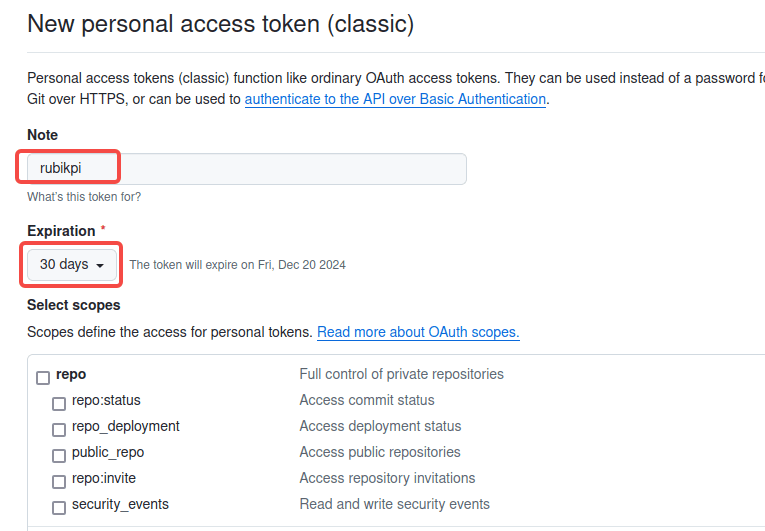 New personal access token (classic)
Personal access tokens (classic) function like ordinary OAuth access tokens. They can be used instead of a password
Git over HTTPS, or can be used to authenticate to the API over Basic Authentication.
Note
rubikpi
What's this token for?
Expiration *
30 days The token will expire on Fri, Dec 20 2024
Select scopes
Scopes define the access for personal tokens. Read more about OAuth scopes.
repo Full control of private repositories
repo:status Access commit status
repo_deployment Access deployment status
public_repo Access public repositories
repo:invite Access repository invitations
security_events Read and write security events